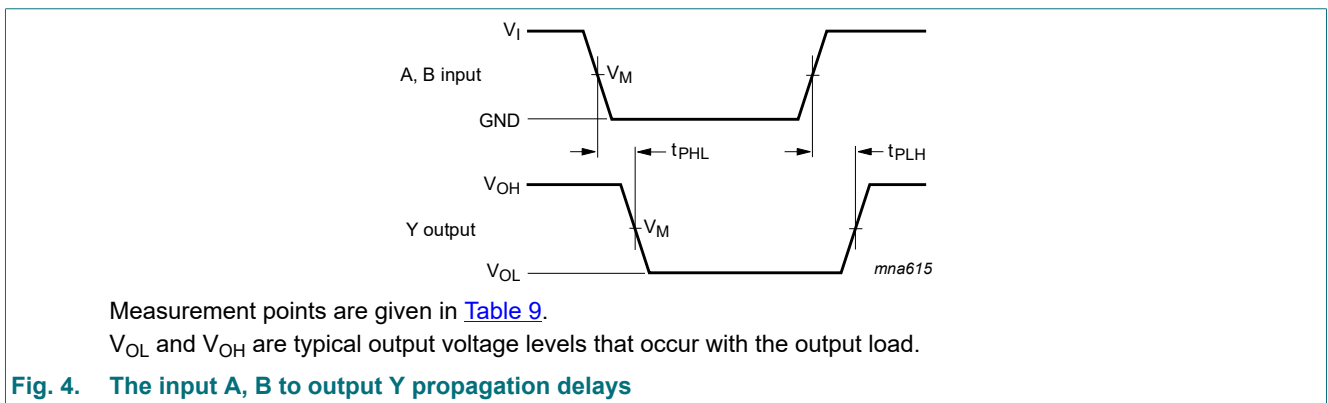 V_I
A, B input
V_M
GND
t_PHL
t_PLH
V_OH
Y output
V_M
V_OL
mna615
Measurement points are given in Table 9.
V_OL and V_OH are typical output voltage levels that occur with the output load.
Fig. 4. The input A, B to output Y propagation delays